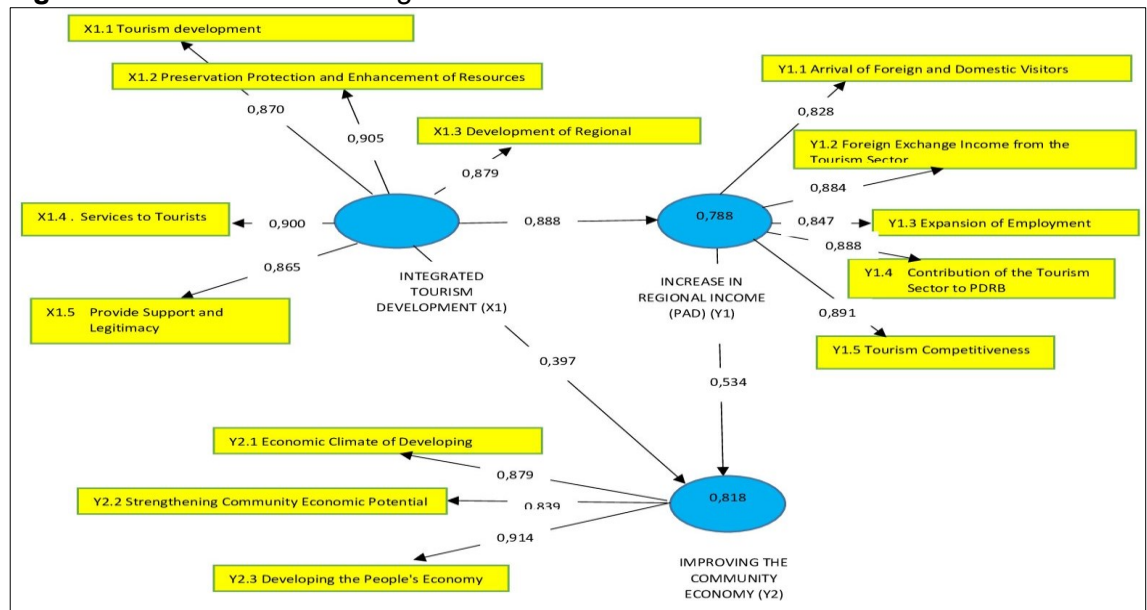 X1.1 Tourism development
X1.2 Preservation Protection and Enhancement of Resources
0,870
0,905
X1.3 Development of Regional
0,879
X1.4 . Services to Tourists
0,900
0,865
X1.5 Provide Support and
Legitimacy
INTEGRATED
TOURISM
DEVELOPMENT (X1)
0,888
0,788
INCREASE IN
REGIONAL INCOME
(PAD) (Y1)
Y1.1 Arrival of Foreign and Domestic Visitors
0,828
Y1.2 Foreign Exchange Income from the
Tourism Sector
0,884
0,847
Y1.3 Expansion of Employment
0,888
Y1.4 Contribution of the Tourism
Sector to PDRB
0,891
Y1.5 Tourism Competitiveness
0,397
0,534
Y2.1 Economic Climate of Developing
0,879
Y2.2 Strengthening Community Economic Potential
0,839
0,914
Y2.3 Developing the People's Economy
0,818
IMPROVING THE
COMMUNITY
ECONOMY (Y2)